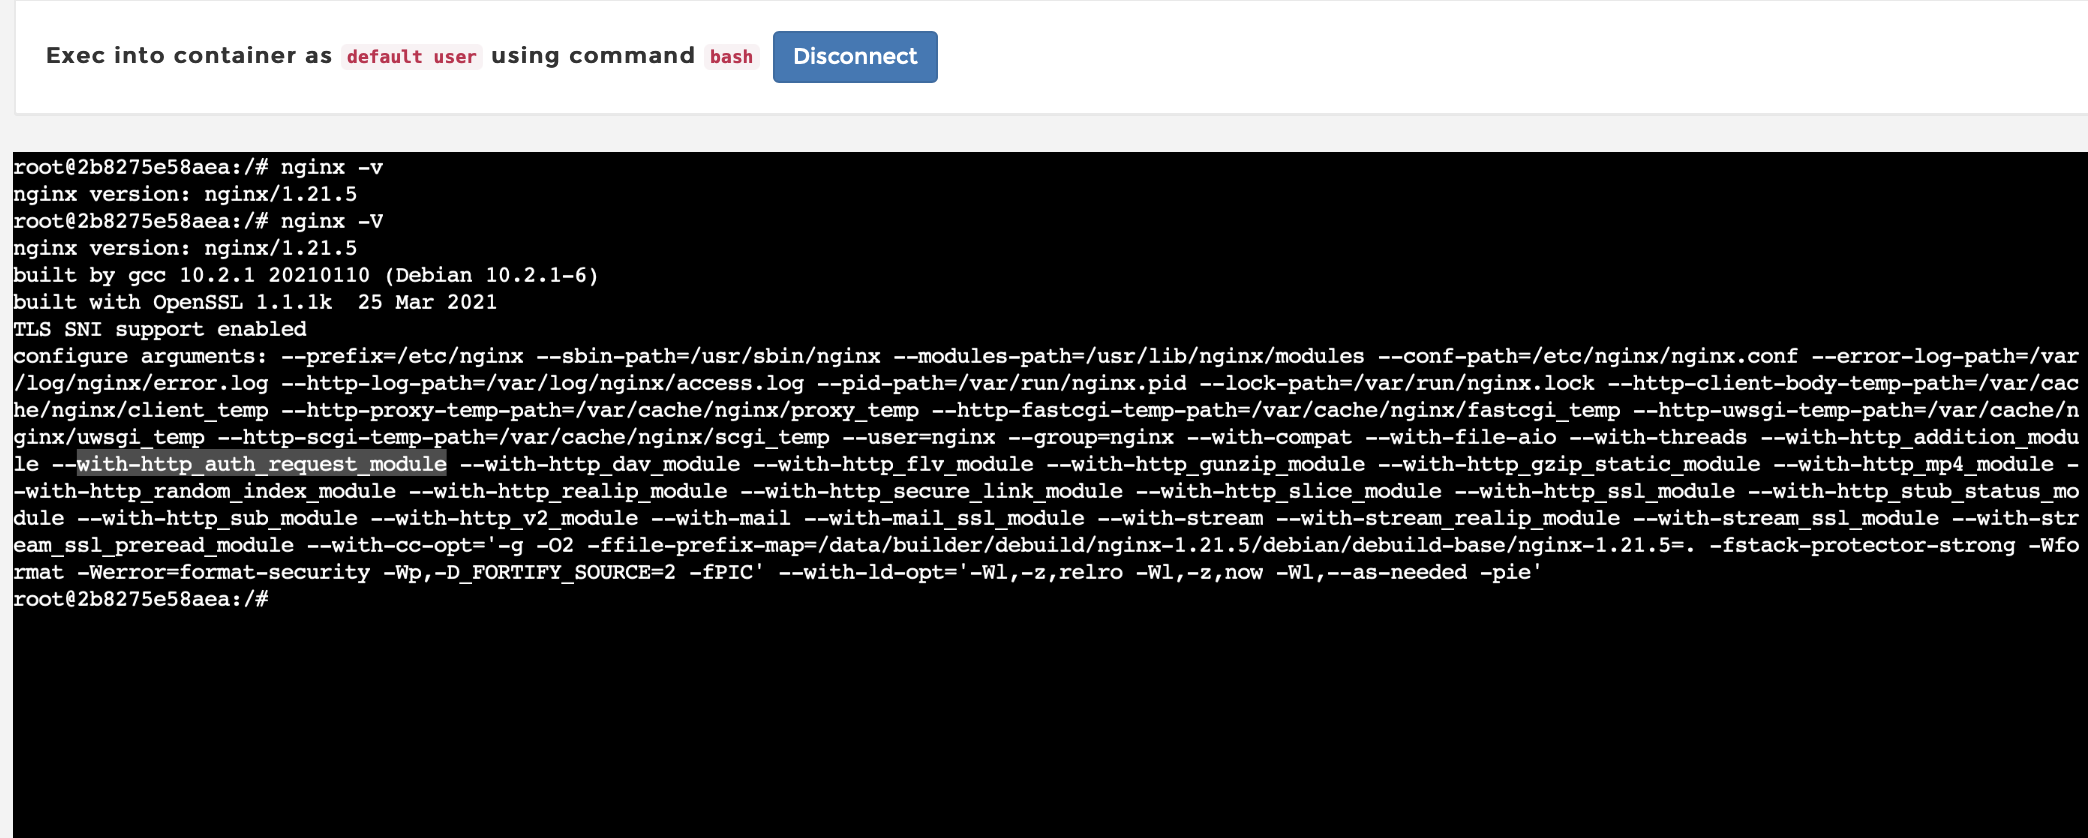 Exec into container as default user using command bash Disconnect
root@2b8275e58aea:/# nginx -v
nginx version: nginx/1.21.5
root@2b8275e58aea:/# nginx -V
nginx version: nginx/1.21.5
built by gcc 10.2.1 20210110 (Debian 10.2.1-6)
built with OpenSSL 1.1.1k  25 Mar 2021
TLS SNI support enabled
configure arguments: --prefix=/etc/nginx --sbin-path=/usr/sbin/nginx --modules-path=/usr/lib/nginx/modules --conf-path=/etc/nginx/nginx.conf --error-log-path=/var
/log/nginx/error.log --http-log-path=/var/log/nginx/access.log --pid-path=/var/run/nginx.pid --lock-path=/var/run/nginx.lock --http-client-body-temp-path=/var/cac
he/nginx/client_temp --http-proxy-temp-path=/var/cache/nginx/proxy_temp --http-fastcgi-temp-path=/var/cache/nginx/fastcgi_temp --http-uwsgi-temp-path=/var/cache/n
ginx/uwsgi_temp --http-scgi-temp-path=/var/cache/nginx/scgi_temp --user=nginx --group=nginx --with-compat --with-file-aio --with-threads --with-http_addition_modu
le --with-http_auth_request_module --with-http_dav_module --with-http_flv_module --with-http_gunzip_module --with-http_gzip_static_module --with-http_mp4_module -
-with-http_random_index_module --with-http_realip_module --with-http_secure_link_module --with-http_slice_module --with-http_ssl_module --with-http_stub_status_mo
dule --with-http_sub_module --with-http_v2_module --with-mail --with-mail_ssl_module --with-stream --with-stream_realip_module --with-stream_ssl_module --with-str
eam_ssl_preread_module --with-cc-opt='-g -O2 -ffile-prefix-map=/data/builder/debuild/nginx-1.21.5/debian/debuild-base/nginx-1.21.5=. -fstack-protector-strong -Wfo
rmat -Werror=format-security -Wp,-D_FORTIFY_SOURCE=2 -fPIC' --with-ld-opt='-Wl,-z,relro -Wl,-z,now -Wl,--as-needed -pie'
root@2b8275e58aea:/#